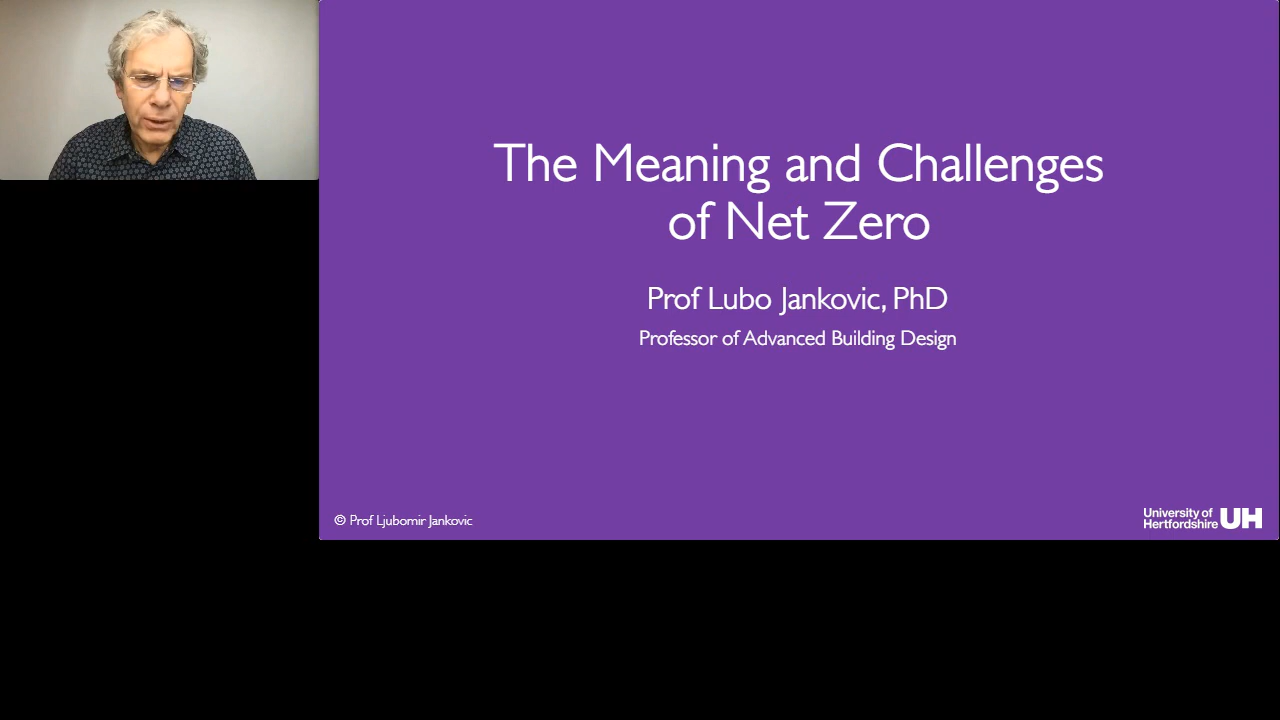 The Meaning and Challenges
of Net Zero
Prof Lubo Jankovic, PhD
Professor of Advanced Building Design
© Prof Ljubomir Jankovic
University of
Hertfordshire UH